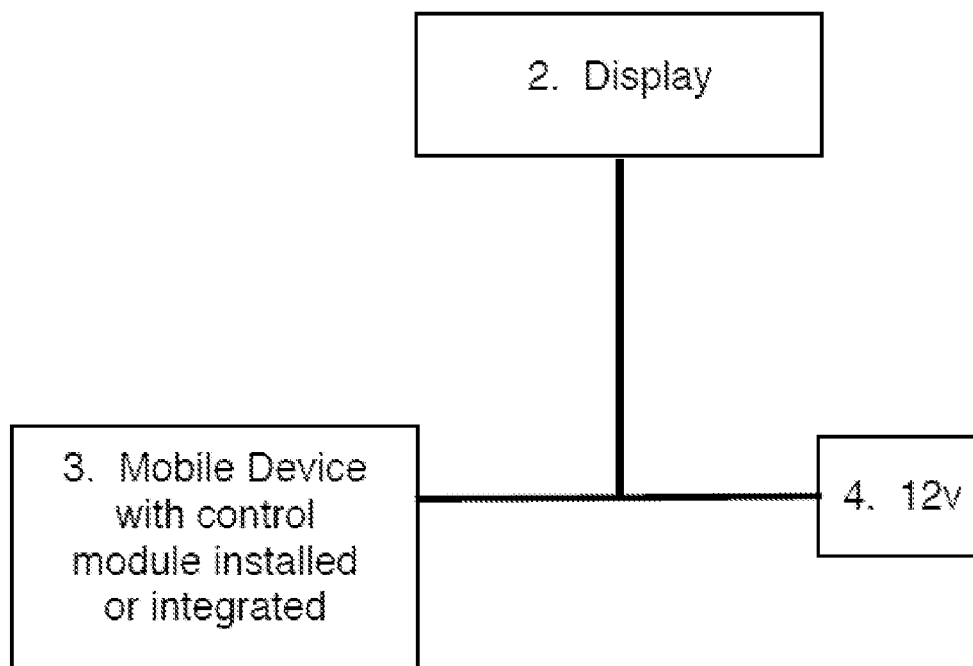 2. Display
3. Mobile Device
with control
module installed
or integrated
4. 12v